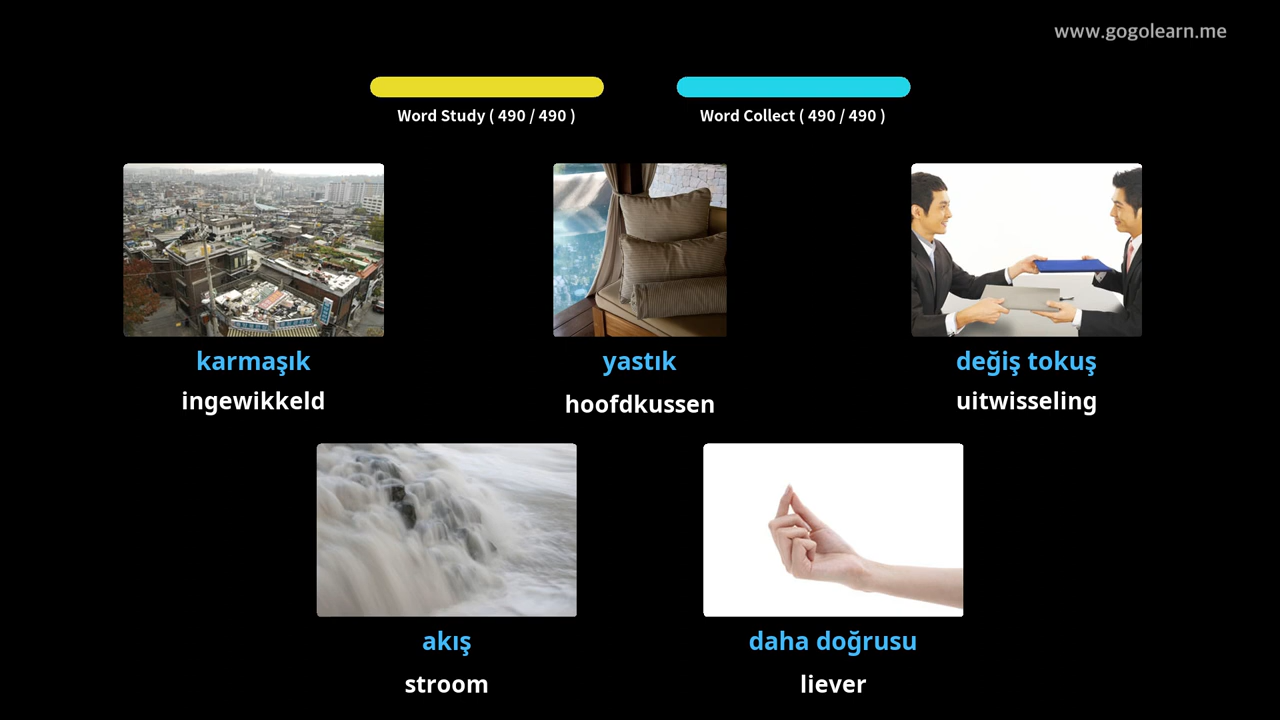 www.gogolearn.me
Word Study ( 490 / 490 )
Word Collect ( 490 / 490 )
karmaşık
ingewikkeld
yastık
hoofdkussen
değiş tokuş
uitwisseling
akış
stroom
daha doğrusu
liever